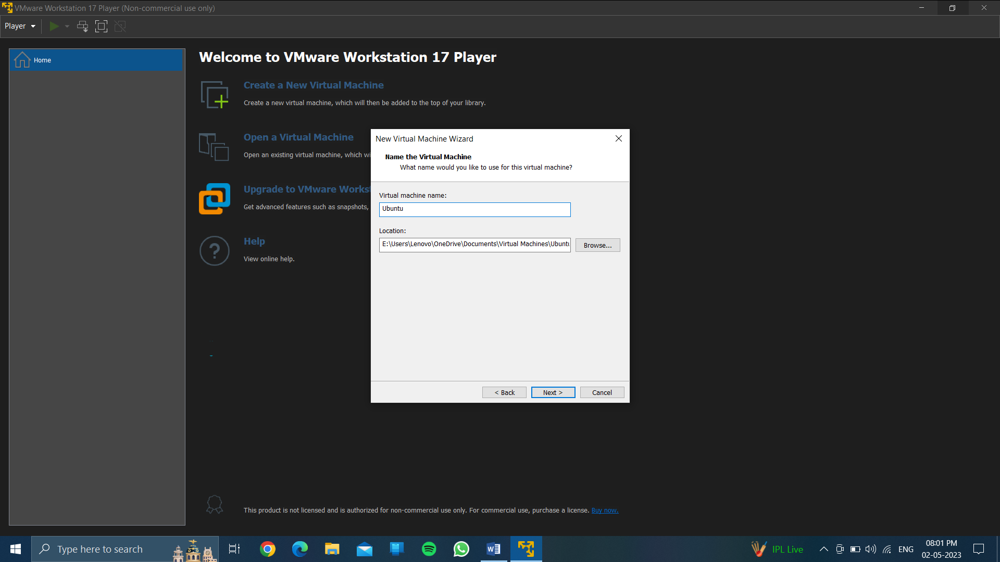 VMware Workstation 17 Player (Non-commercial use only)
Player
Home
Welcome to VMware Workstation 17 Player
Create a New Virtual Machine
Create a new virtual machine, which will then be added to the top of your library.
Open a Virtual Machine
Open an existing virtual machine, which wi
Upgrade to VMware Workst
Get advanced features such as snapshots,
Help
View online help.
New Virtual Machine Wizard
Name the Virtual Machine
What name would you like to use for this virtual machine?
Virtual machine name:
Ubuntu
Location:
E:\Users\Lenovo\OneDrive\Documents\Virtual Machines\Ubuntu
Browse...
< Back
Next >
Cancel
This product is not licensed and is authorized for non-commercial use only. For commercial use, purchase a license. Buy now.
Type here to search
IPL Live
ENG
08:01 PM
02-05-2023